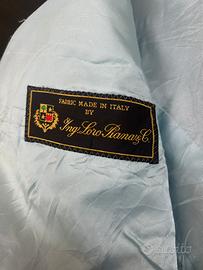 FABRIC MADE IN ITALY
BY
Ing. Loro Piana & C.